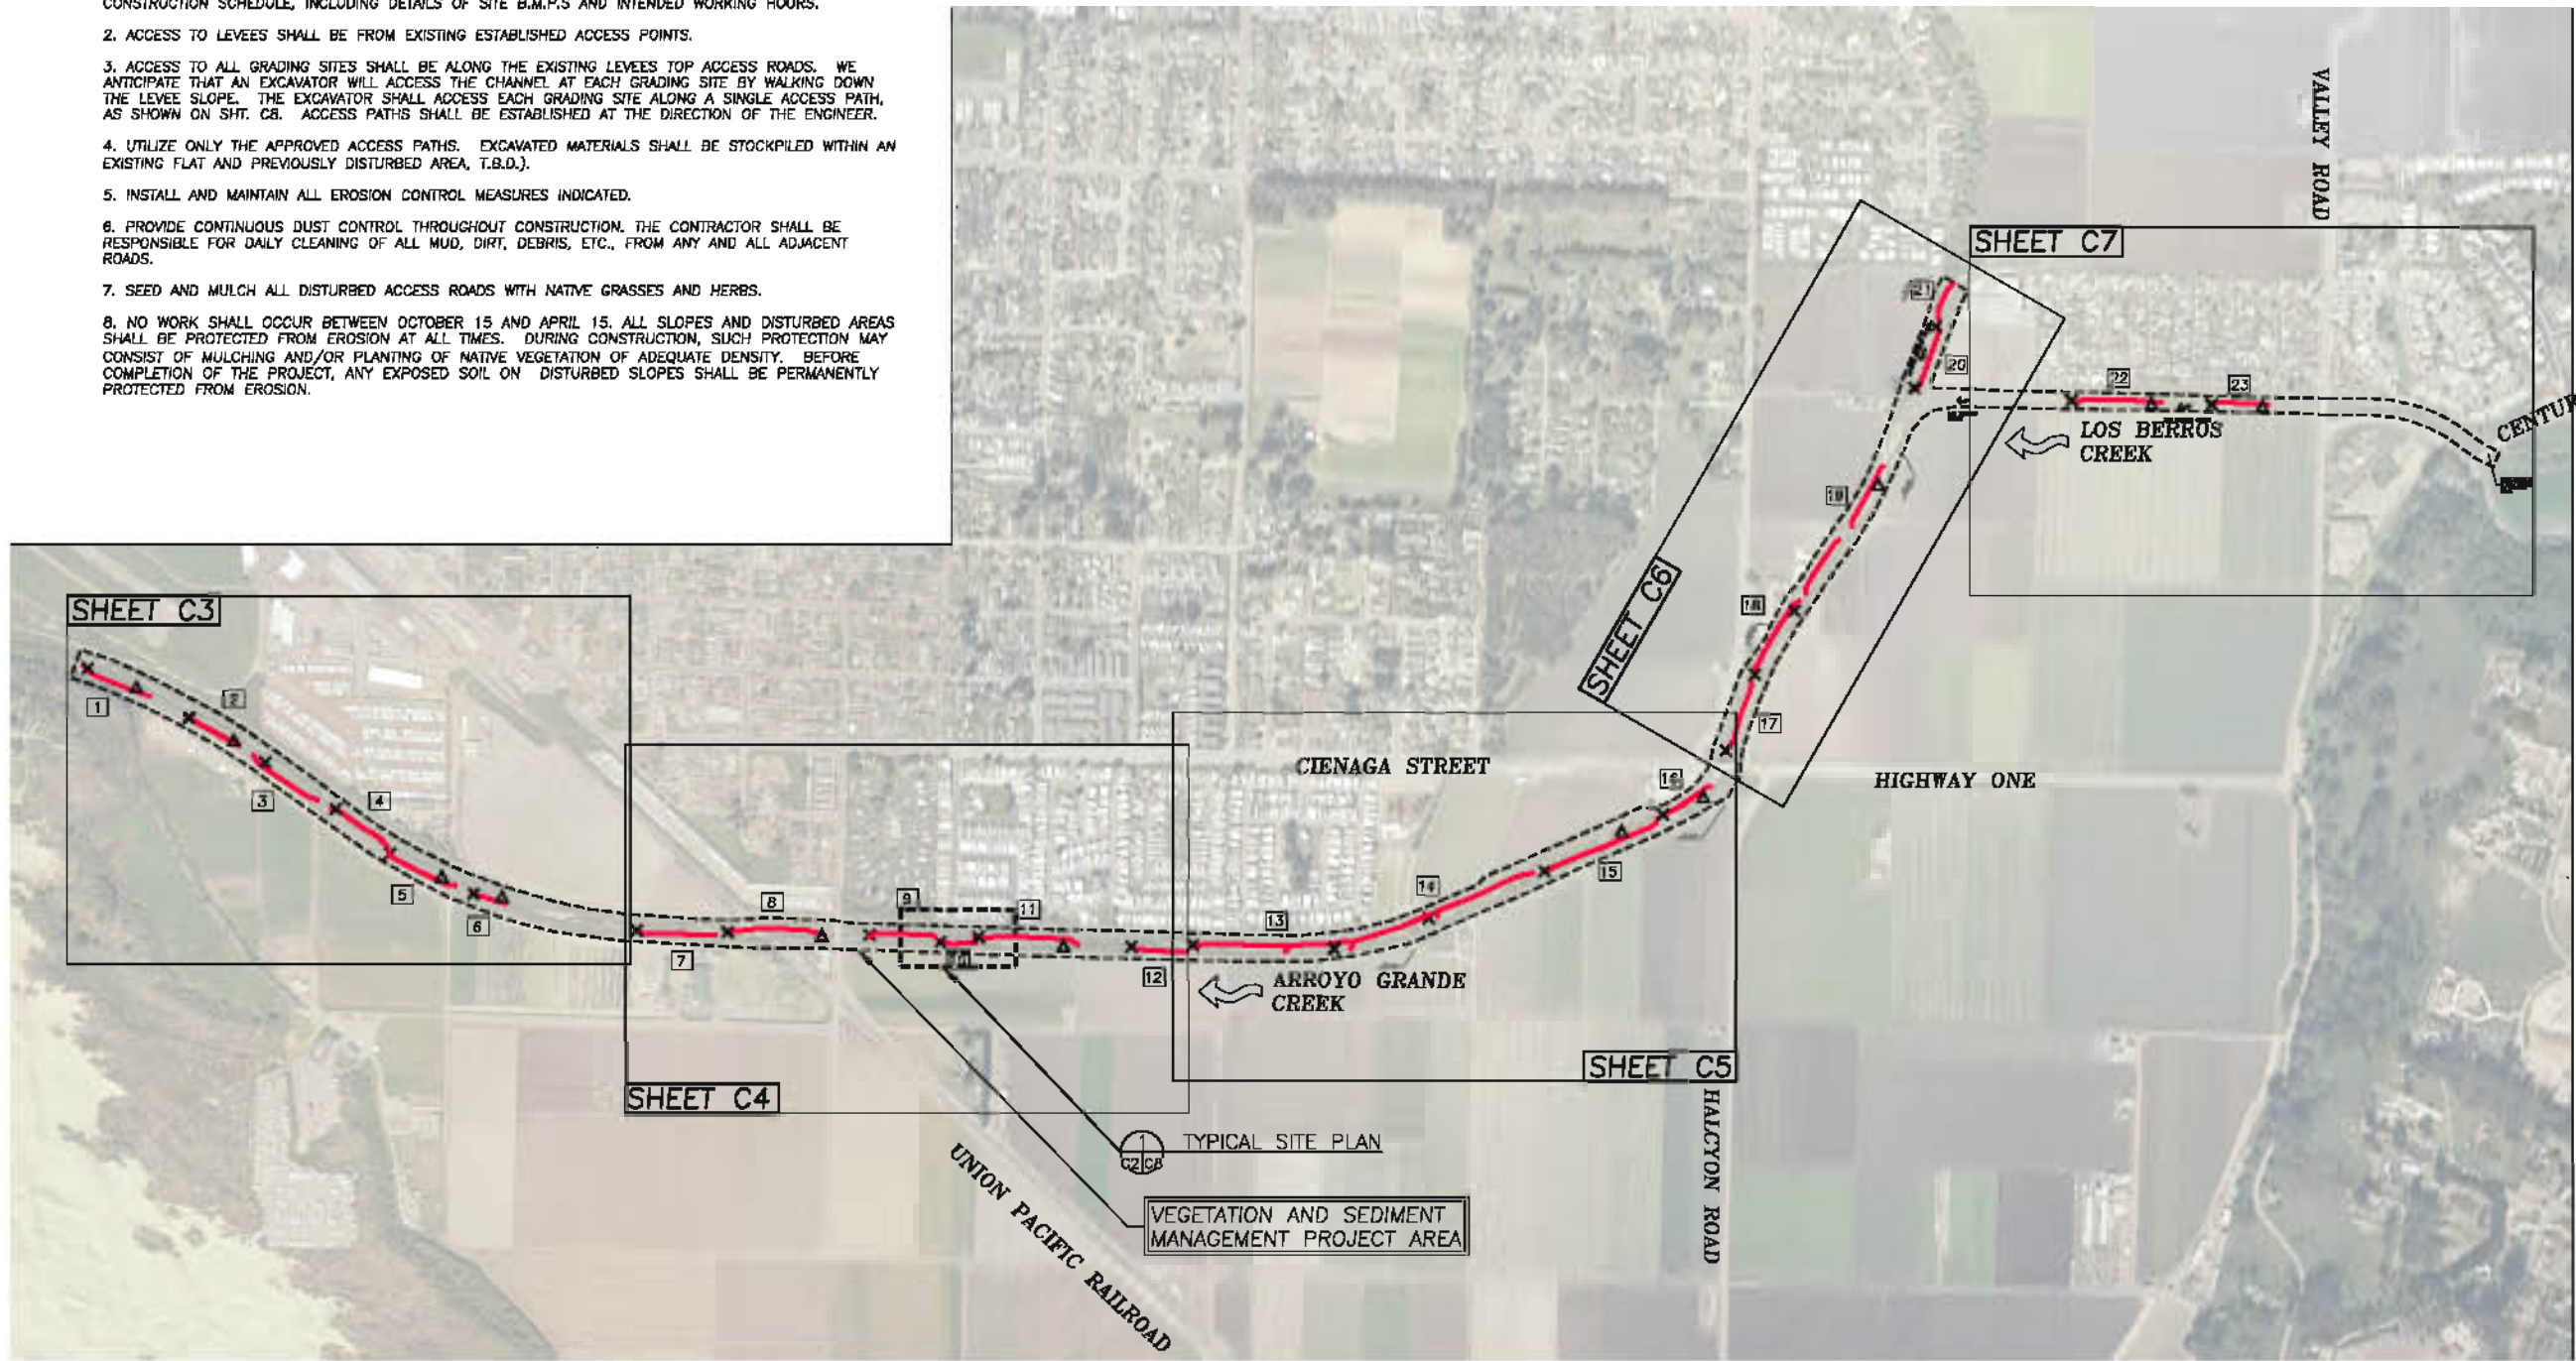 CONSTRUCTION SCHEDULE, INCLUDING DETAILS OF SITE B.M.P.S AND INTENDED WORKING HOURS.
2. ACCESS TO LEVEES SHALL BE FROM EXISTING ESTABLISHED ACCESS POINTS.
3. ACCESS TO ALL GRADING SITES SHALL BE ALONG THE EXISTING LEVEES TOP ACCESS ROADS. WE
ANTICIPATE THAT AN EXCAVATOR WILL ACCESS THE CHANNEL AT EACH GRADING SITE BY WALKING DOWN
THE LEVEE SLOPE. THE EXCAVATOR SHALL ACCESS EACH GRADING SITE ALONG A SINGLE ACCESS PATH,
AS SHOWN ON SHT. C8. ACCESS PATHS SHALL BE ESTABLISHED AT THE DIRECTION OF THE ENGINEER.
4. UTILIZE ONLY THE APPROVED ACCESS PATHS. EXCAVATED MATERIALS SHALL BE STOCKPILED WITHIN AN
EXISTING FLAT AND PREVIOUSLY DISTURBED AREA, T.B.D.).
5. INSTALL AND MAINTAIN ALL EROSION CONTROL MEASURES INDICATED.
6. PROVIDE CONTINUOUS DUST CONTROL THROUGHOUT CONSTRUCTION. THE CONTRACTOR SHALL BE
RESPONSIBLE FOR DAILY CLEANING OF ALL MUD, DIRT, DEBRIS, ETC., FROM ANY AND ALL ADJACENT
ROADS.
7. SEED AND MULCH ALL DISTURBED ACCESS ROADS WITH NATIVE GRASSES AND HERBS.
8. NO WORK SHALL OCCUR BETWEEN OCTOBER 15 AND APRIL 15. ALL SLOPES AND DISTURBED AREAS
SHALL BE PROTECTED FROM EROSION AT ALL TIMES. DURING CONSTRUCTION, SUCH PROTECTION MAY
CONSIST OF MULCHING AND/OR PLANTING OF NATIVE VEGETATION OF ADEQUATE DENSITY. BEFORE
COMPLETION OF THE PROJECT, ANY EXPOSED SOIL ON DISTURBED SLOPES SHALL BE PERMANENTLY
PROTECTED FROM EROSION.
VALLEY ROAD
SHEET C7
21
20
22
23
LOS BERROS
CREEK
CENTUR
19
18
SHEET C6
17
SHEET C3
1
2
3
4
5
6
CIENAGA STREET
16
HIGHWAY ONE
7
8
9
11
10
12
13
14
15
ARROYO GRANDE
CREEK
SHEET C5
SHEET C4
HALCYON ROAD
1
C2 C8
TYPICAL SITE PLAN
UNION PACIFIC RAILROAD
VEGETATION AND SEDIMENT
MANAGEMENT PROJECT AREA